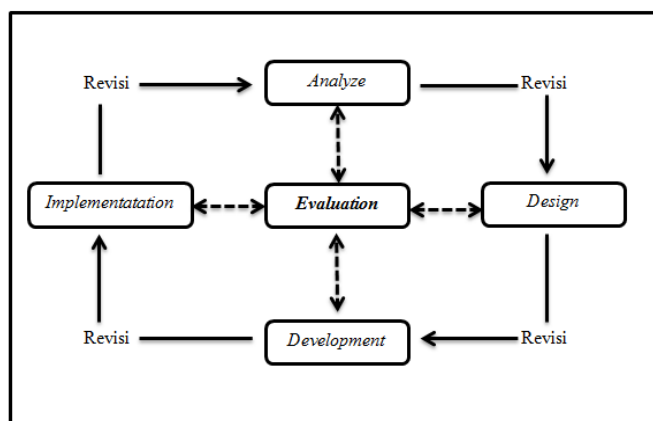 Revisi
Analyze
Revisi
Implementatation
Evaluation
Design
Revisi
Development
Revisi